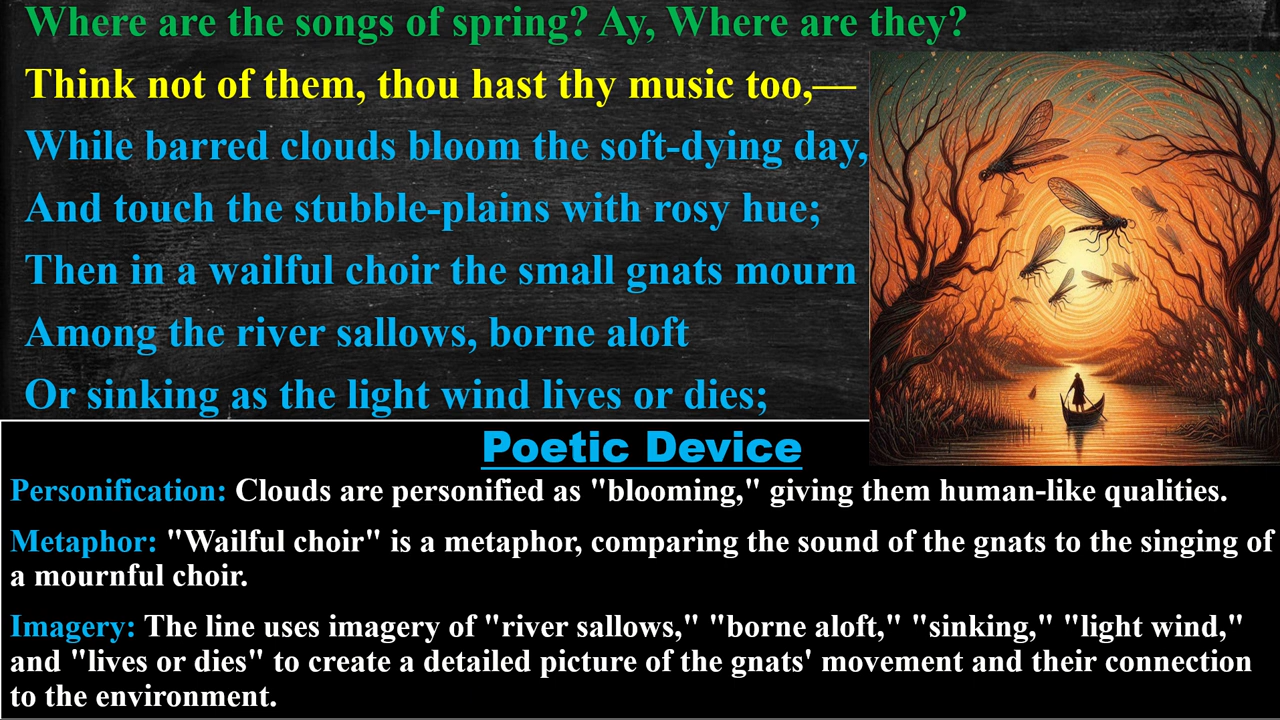 Where are the songs of spring? Ay, Where are they?
Think not of them, thou hast thy music too,—
While barred clouds bloom the soft-dying day,
And touch the stubble-plains with rosy hue;
Then in a wailful choir the small gnats mourn
Among the river sallows, borne aloft
Or sinking as the light wind lives or dies;
Poetic Device
Personification: Clouds are personified as "blooming," giving them human-like qualities.
Metaphor: "Wailful choir" is a metaphor, comparing the sound of the gnats to the singing of
a mournful choir.
Imagery: The line uses imagery of "river sallows," "borne aloft," "sinking," "light wind,"
and "lives or dies" to create a detailed picture of the gnats' movement and their connection
to the environment.